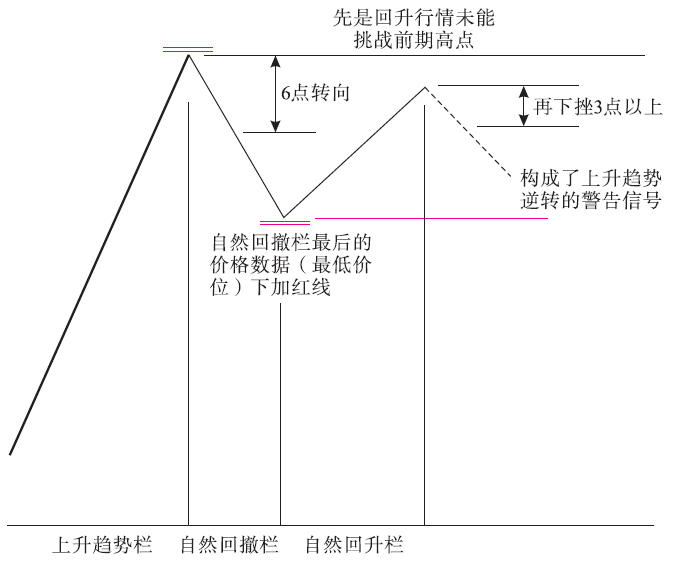 先是回升行情未能
挑战前期高点
6点转向
再下挫3点以上
构成了上升趋势
逆转的警告信号
自然回撤栏最后的
价格数据（最低价
位）下加红线
上升趋势栏
自然回撤栏
自然回升栏